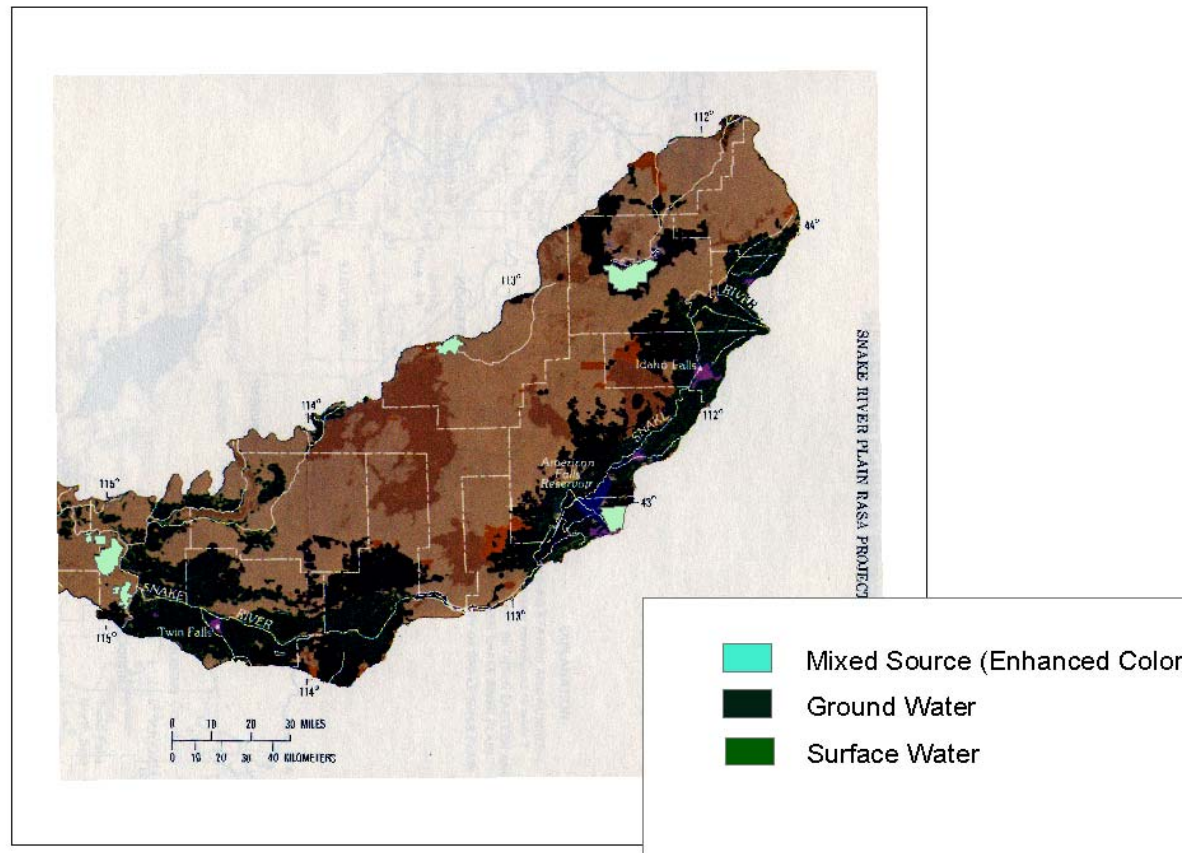 112°
44°
113°
RIVER
Idaho Falls
SNAKE RIVER PLAIN RASA PROJECT
112°
114°
SNAKE
American
Falls
Reservoir
115°
43°
SNAKE
RIVER
Twin Falls
115°
113°
114°
0 10 20 30 MILES
0 10 20 30 40 KILOMETERS
Mixed Source (Enhanced Color
Ground Water
Surface Water